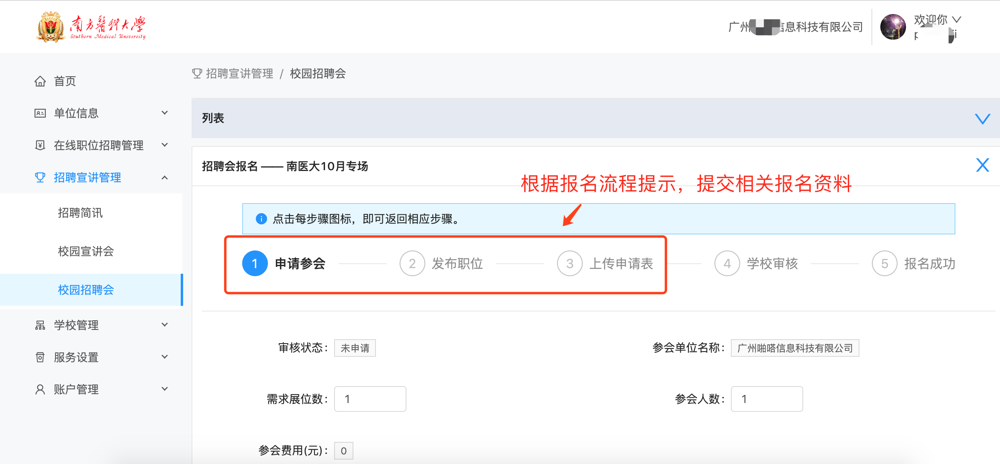 南方醫科大學
Southern Medical University
广州 信息科技有限公司
欢迎你
首页
单位信息
在线职位招聘管理
招聘宣讲管理
招聘简讯
校园宣讲会
校园招聘会
学校管理
服务设置
账户管理
招聘宣讲管理 / 校园招聘会
列表
招聘会报名 —— 南医大10月专场
根据报名流程提示，提交相关报名资料
点击每步骤图标，即可返回相应步骤。
1 申请参会 2 发布职位 3 上传申请表 4 学校审核 5 报名成功
审核状态： 未申请 参会单位名称： 广州啪嗒信息科技有限公司
需求展位数： 1 参会人数： 1
参会费用(元)： 0